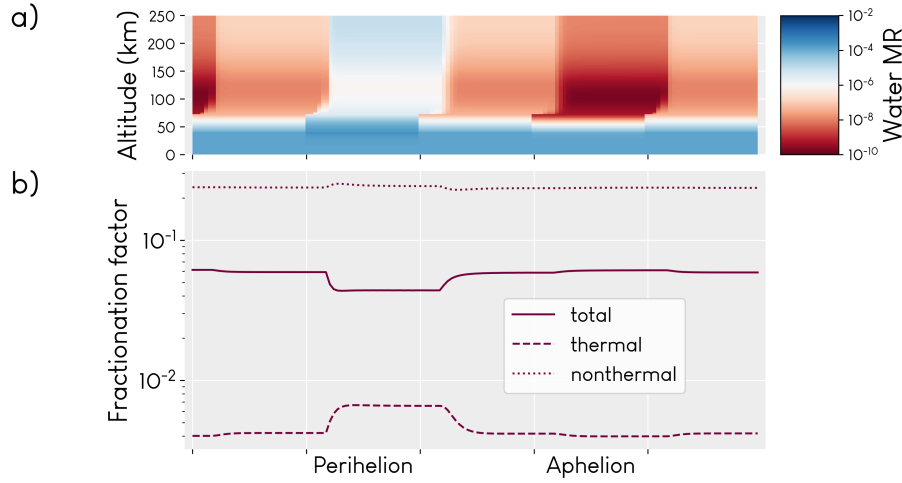 a)
Altitude (km)
250
200
150
100
50
0
10⁻²
10⁻⁴
10⁻⁶
10⁻⁸
10⁻¹⁰
Water MR
b)
Fractionation factor
10⁻¹
10⁻²
total
thermal
nonthermal
Perihelion
Aphelion